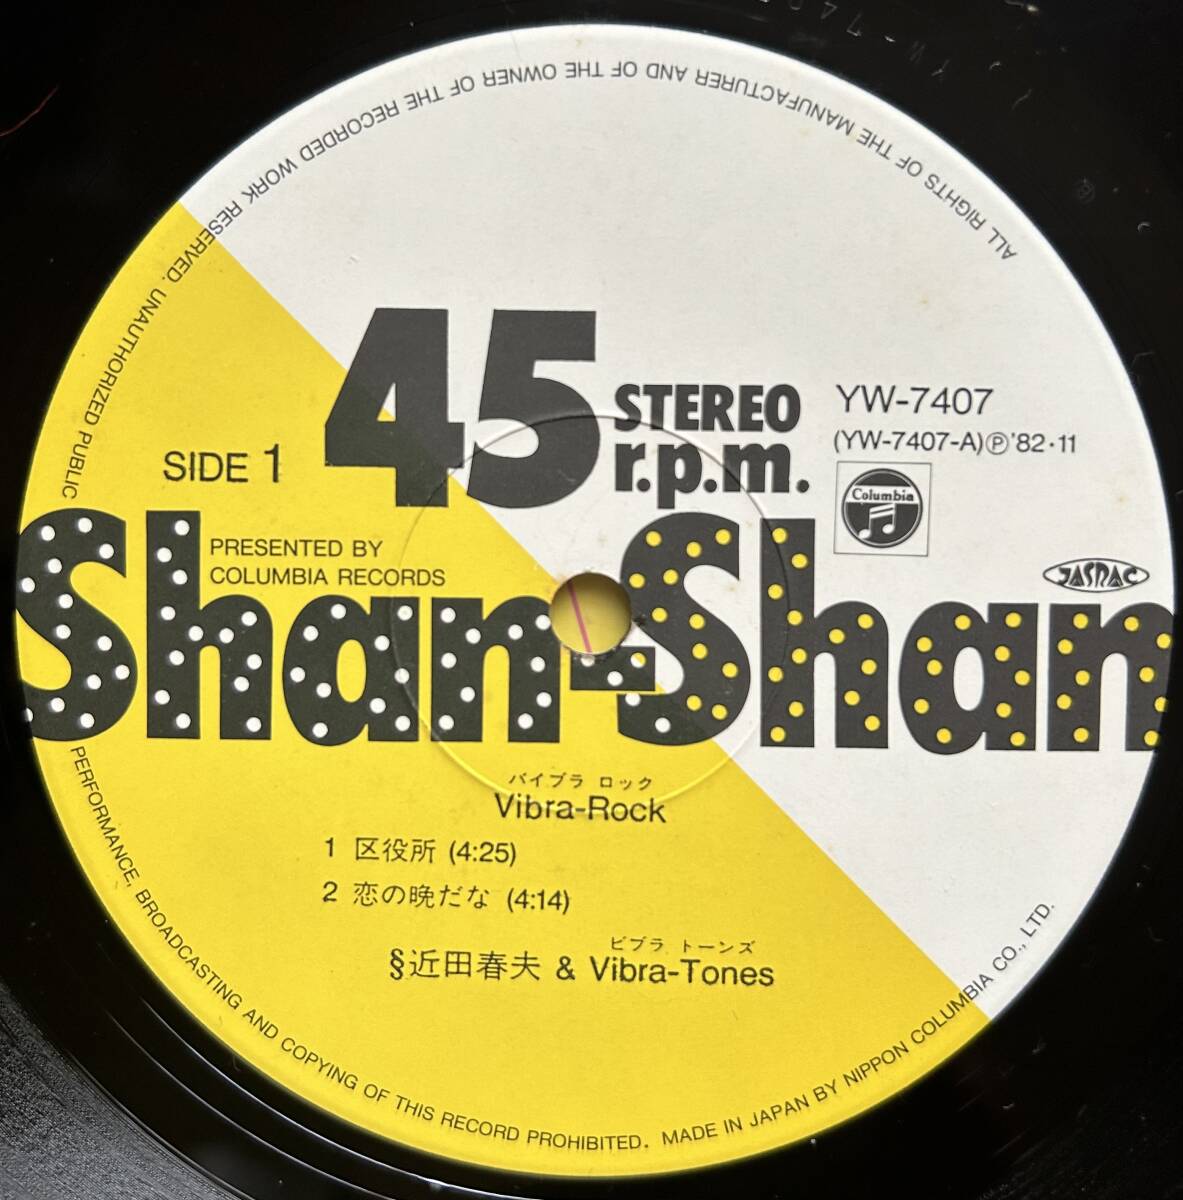 ALL RIGHTS OF THE MANUFACTURER AND OF THE OWNER OF THE RECORDED WORK RESERVED. UNAUTHORIZED PUBLIC
PERFORMANCE, BROADCASTING AND COPYING OF THIS RECORD PROHIBITED. MADE IN JAPAN BY NIPPON COLUMBIA CO., LTD.
45
STEREO
r.p.m.
YW-7407
(YW-7407-A)Ⓟ'82・11
SIDE 1
Columbia
PRESENTED BY
COLUMBIA RECORDS
JASRAC
Shan-Shan
バイブラ ロック
Vibra-Rock
1 区役所 (4:25)
2 恋の晩だな (4:14)
ビブラ トーンズ
§近田春夫 & Vibra-Tones